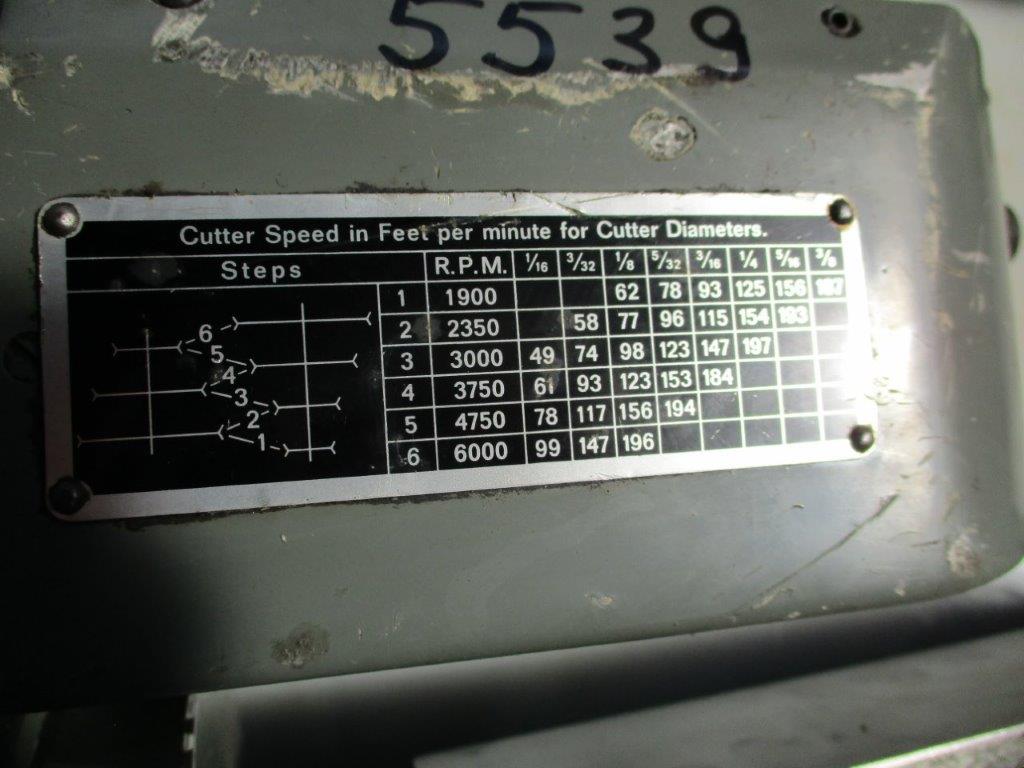 5539
Cutter Speed in Feet per minute for Cutter Diameters.
Steps R.P.M. 1/16 3/32 1/8 5/32 3/16 1/4 5/16 3/8
1 1900 62 78 93 125 156 187
2 2350 58 77 96 115 154 193
3 3000 49 74 98 123 147 197
4 3750 61 93 123 153 184
5 4750 78 117 156 194
6 6000 99 147 196
6
5
4
3
2
1